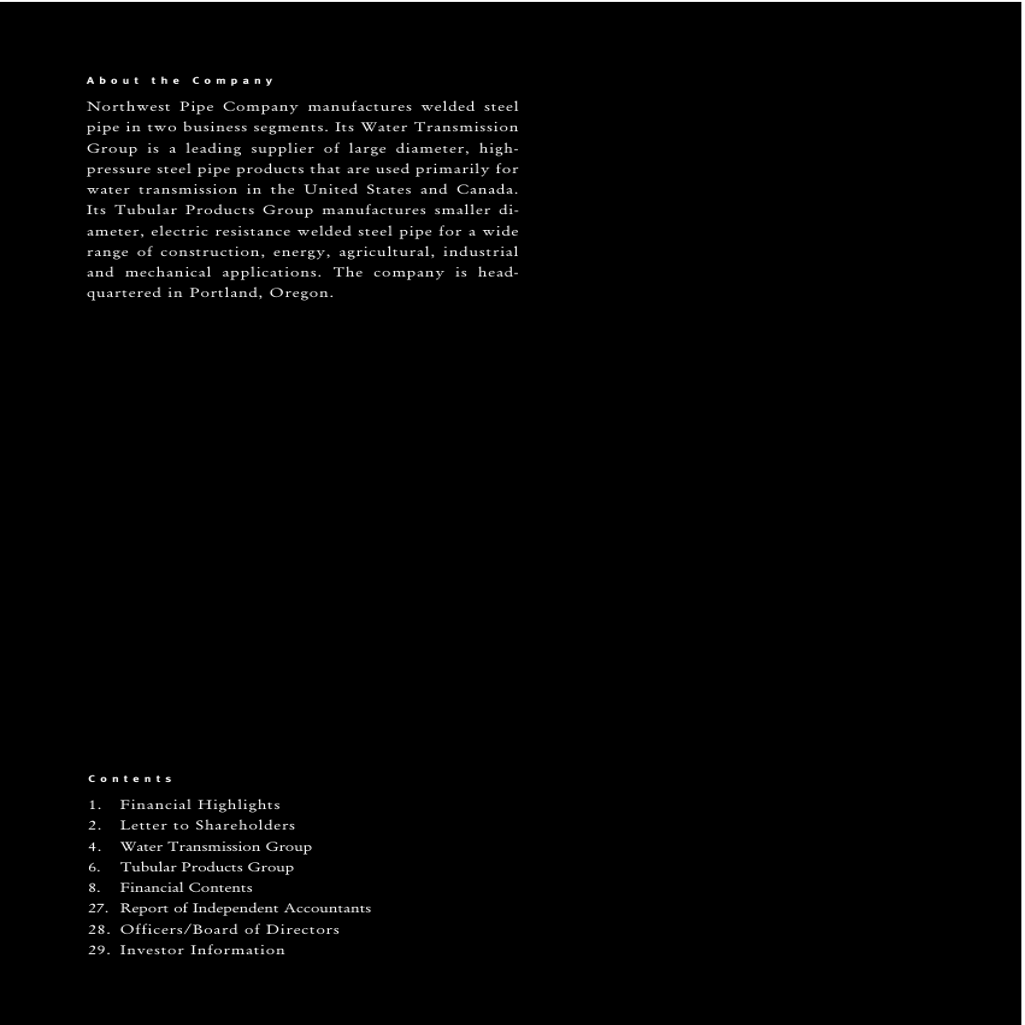 About the Company
Northwest Pipe Company manufactures welded steel
pipe in two business segments. Its Water Transmission
Group is a leading supplier of large diameter, high-
pressure steel pipe products that are used primarily for
water transmission in the United States and Canada.
Its Tubular Products Group manufactures smaller di-
ameter, electric resistance welded steel pipe for a wide
range of construction, energy, agricultural, industrial
and mechanical applications. The company is head-
quartered in Portland, Oregon.
Contents
1. Financial Highlights
2. Letter to Shareholders
4. Water Transmission Group
6. Tubular Products Group
8. Financial Contents
27. Report of Independent Accountants
28. Officers/Board of Directors
29. Investor Information